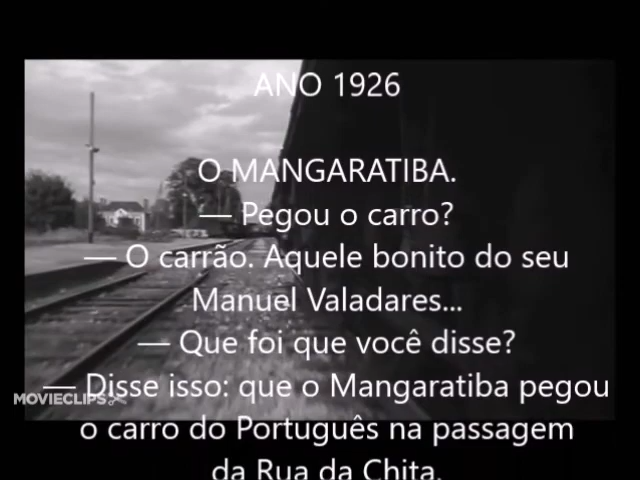 ANO 1926
O MANGARATIBA.
— Pegou o carro?
— O carrão. Aquele bonito do seu
Manuel Valadares...
— Que foi que você disse?
— Disse isso: que o Mangaratiba pegou
MOVIECLIPS
o carro do Português na passagem
da Rua da Chita.